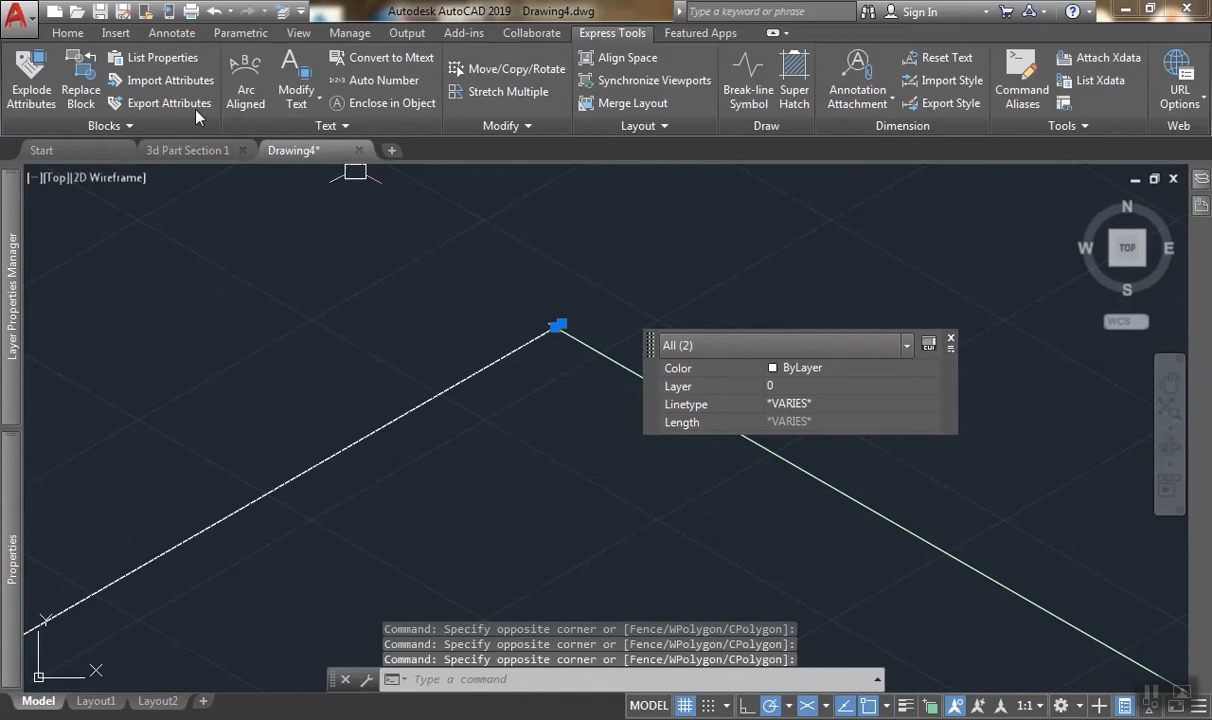 Autodesk AutoCAD 2019 Drawing4.dwg
Type a keyword or phrase
Sign In
Home Insert Annotate Parametric View Manage Output Add-ins Collaborate Express Tools Featured Apps
Explode Attributes
Replace Block
List Properties
Import Attributes
Export Attributes
Blocks
Arc Aligned
Modify Text
Convert to Mtext
Auto Number
Enclose in Object
Text
Move/Copy/Rotate
Stretch Multiple
Modify
Align Space
Synchronize Viewports
Merge Layout
Layout
Break-line Symbol
Super Hatch
Draw
Annotation Attachment
Reset Text
Import Style
Export Style
Dimension
Command Aliases
Attach Xdata
List Xdata
Tools
URL Options
Web
Start 3d Part Section 1 Drawing4*
[−][Top][2D Wireframe]
N
W TOP E
S
WCS
Layer Properties Manager
Properties
All (2)
CUI
Color ByLayer
Layer 0
Linetype *VARIES*
Length *VARIES*
Y
X
Command: Specify opposite corner or [Fence/WPolygon/CPolygon]:
Command: Specify opposite corner or [Fence/WPolygon/CPolygon]:
Command: Specify opposite corner or [Fence/WPolygon/CPolygon]:
Type a command
Model Layout1 Layout2
MODEL 1:1